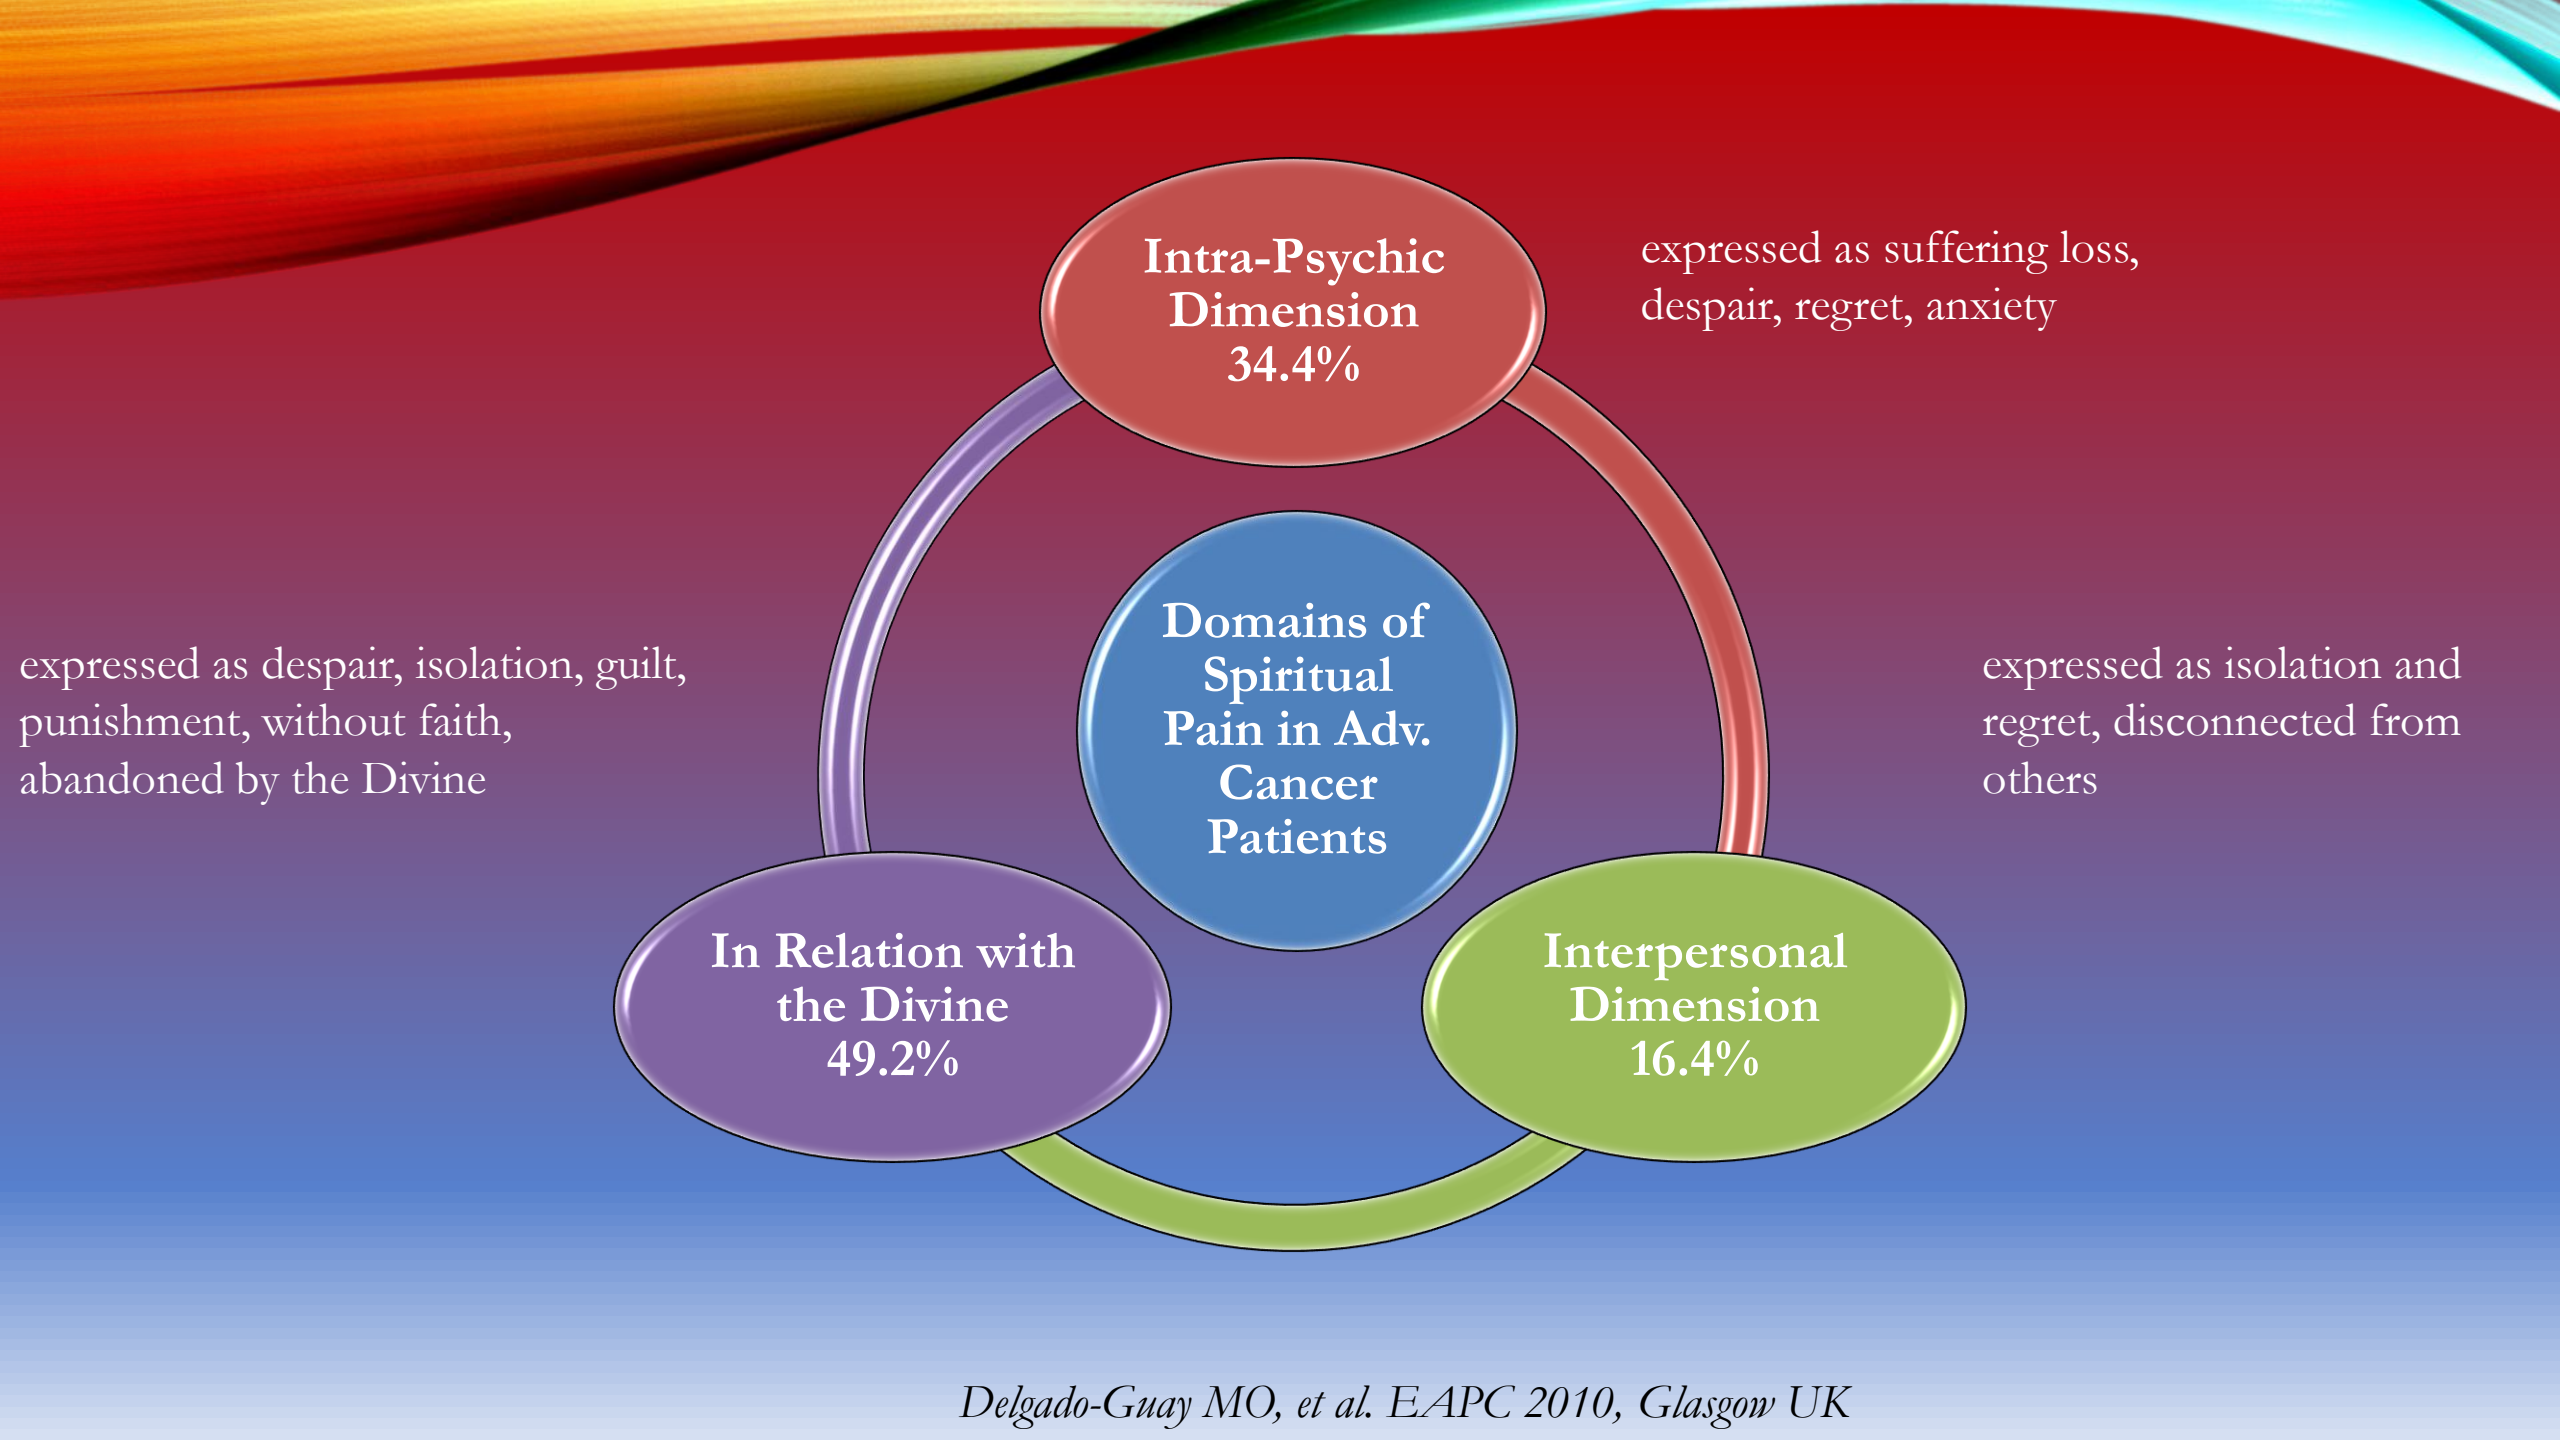 Intra-Psychic
Dimension
34.4%
expressed as suffering loss,
despair, regret, anxiety
Domains of
Spiritual
Pain in Adv.
Cancer
Patients
expressed as despair, isolation, guilt,
punishment, without faith,
abandoned by the Divine
expressed as isolation and
regret, disconnected from
others
In Relation with
the Divine
49.2%
Interpersonal
Dimension
16.4%
Delgado-Guay MO, et al. EAPC 2010, Glasgow UK